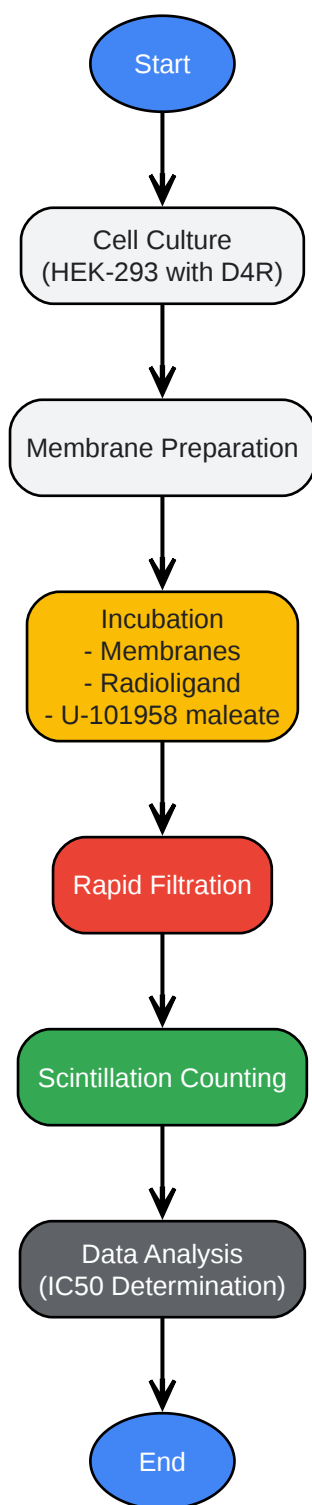 Start
Cell Culture
(HEK-293 with D4R)
Membrane Preparation
Incubation
- Membranes
- Radioligand
- U-101958 maleate
Rapid Filtration
Scintillation Counting
Data Analysis
(IC50 Determination)
End